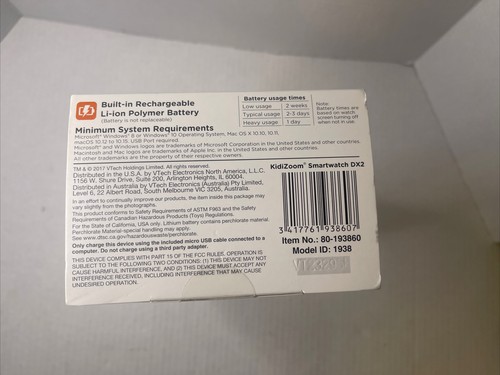 Built-in Rechargeable
Li-ion Polymer Battery
(Battery is not replaceable)
Battery usage times
Low usage 2 weeks
Typical usage 2-3 days
Heavy usage 1 day
Note:
Battery times are
based on watch
screen turning off
when not in use.
Minimum System Requirements
Microsoft® Windows® 8 or Windows® 10 Operating System, Mac OS X 10.10, 10.11,
macOS 10.12 or 10.13. USB Port required.
Microsoft® and Windows logos are trademarks of Microsoft Corporation in the United States and other countries.
Macintosh and Mac logos are trademarks of Apple Inc. in the United States and other countries.
All other trademarks are the property of their respective owners.
TM & © 2017 VTech Holdings Limited. All rights reserved.
Distributed in the U.S.A. by VTech Electronics North America, L.L.C.
1156 W. Shure Drive, Suite 200, Arlington Heights, IL 60004.
Distributed in Australia by VTech Electronics (Australia) Pty Limited,
Level 6, 22 Albert Road, South Melbourne VIC 3205, Australia
In an effort to continually improve our products, the item inside this package may
vary slightly from the photographs.
This product conforms to Safety Requirements of ASTM F963 and the Safety
Requirements of Canadian Hazardous Products (Toys) Regulations.
For the State of California, USA only: Lithium battery contains perchlorate material.
Perchlorate Material-special handling may apply.
See www.dtsc.ca.gov/hazardouswaste/perchlorate.
Only charge this device using the included micro USB cable connected to a
computer. Do not charge using a third party adapter.
THIS DEVICE COMPLIES WITH PART 15 OF THE FCC RULES. OPERATION IS
SUBJECT TO THE FOLLOWING TWO CONDITIONS: (1) THIS DEVICE MAY NOT
CAUSE HARMFUL INTERFERENCE, AND (2) THIS DEVICE MUST ACCEPT ANY
INTERFERENCE RECEIVED, INCLUDING INTERFERENCE THAT MAY CAUSE
UNDESIRED OPERATION.
KidiZoom® Smartwatch DX2
3 417761 938607
Item No.: 80-193860
Model ID: 1938